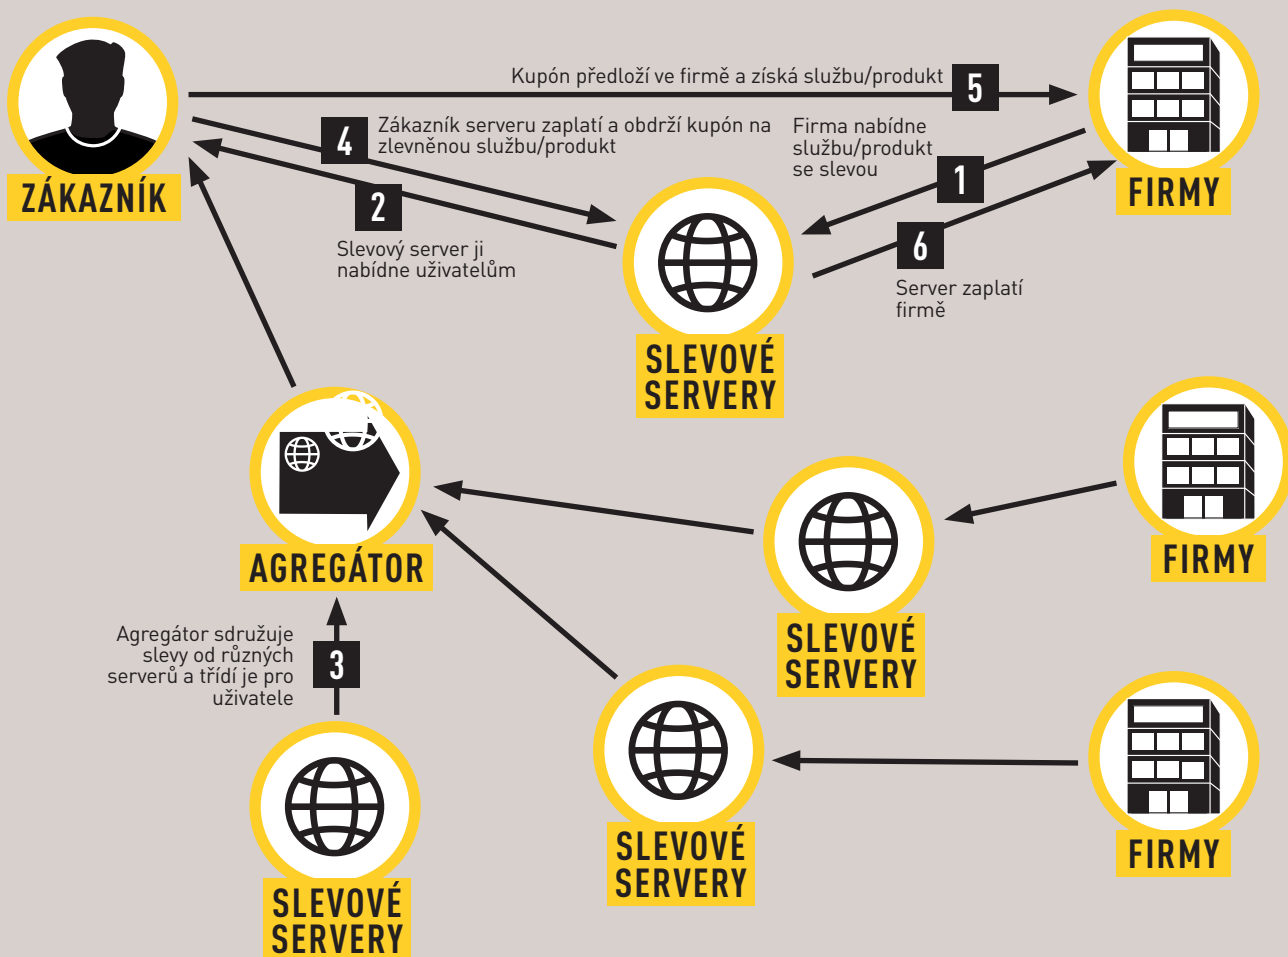 Kupón předloží ve firmě a získá službu/produkt
5
4
Zákazník serveru zaplatí a obdrží kupón na
zlevněnou službu/produkt
Firma nabídne
službu/produkt
se slevou
1
ZÁKAZNÍK
FIRMY
2
Slevový server ji
nabídne uživatelům
6
Server zaplatí
firmě
SLEVOVÉ
SERVERY
AGREGÁTOR
FIRMY
Agregátor sdružuje
slevy od různých
serverů a třídí je pro
uživatele
3
SLEVOVÉ
SERVERY
SLEVOVÉ
SERVERY
FIRMY
SLEVOVÉ
SERVERY